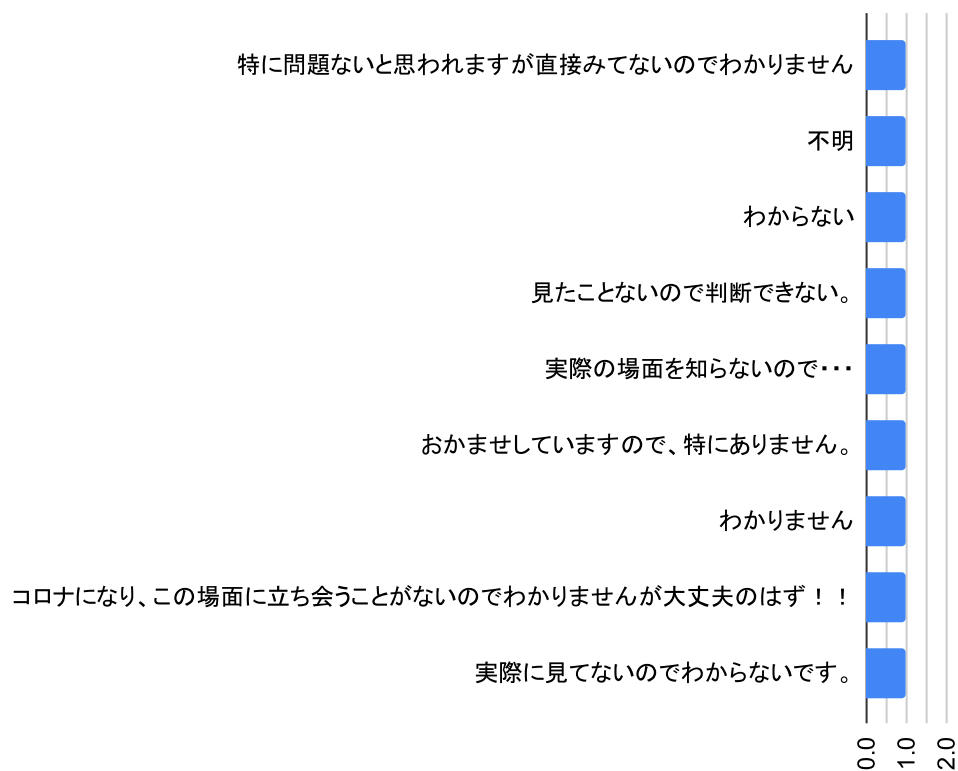 特に問題ないと思われますが直接みてないのでわかりません
不明
わからない
見たことないので判断できない。
実際の場面を知らないので・・・
おかませしていますので、特にありません。
わかりません
コロナになり、この場面に立ち会うことがないのでわかりませんが大丈夫のはず！！
実際に見てないのでわからないです。
0.0
1.0
2.0